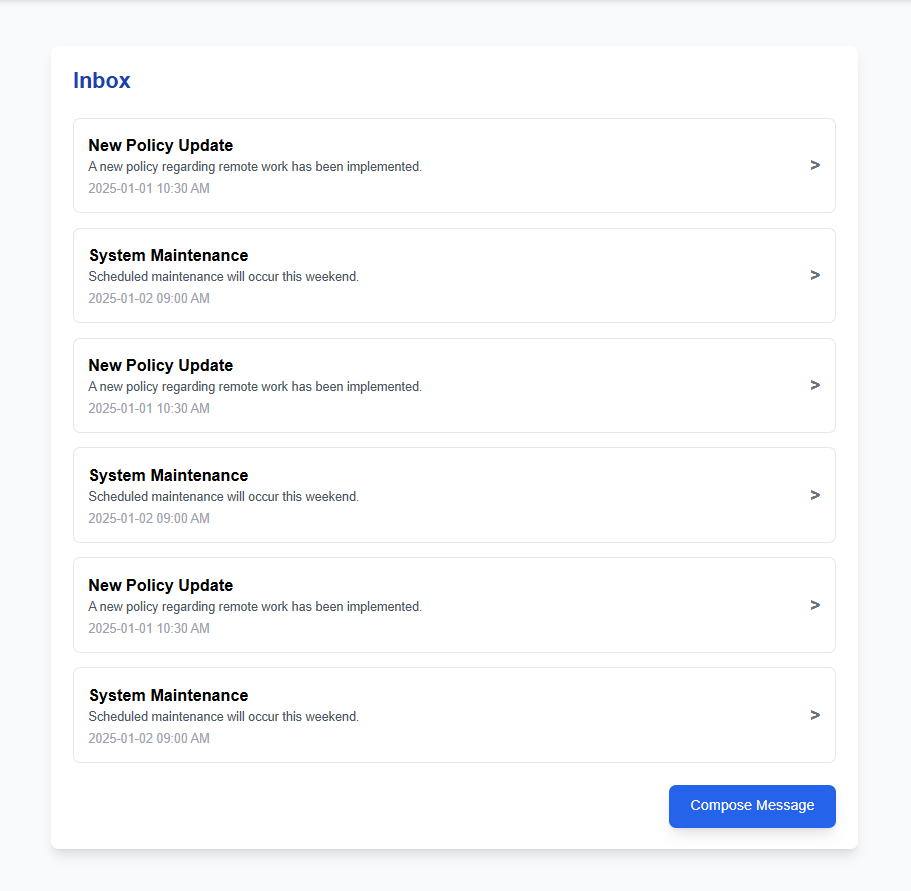 Inbox
New Policy Update
A new policy regarding remote work has been implemented.
2025-01-01 10:30 AM
>
System Maintenance
Scheduled maintenance will occur this weekend.
2025-01-02 09:00 AM
>
New Policy Update
A new policy regarding remote work has been implemented.
2025-01-01 10:30 AM
>
System Maintenance
Scheduled maintenance will occur this weekend.
2025-01-02 09:00 AM
>
New Policy Update
A new policy regarding remote work has been implemented.
2025-01-01 10:30 AM
>
System Maintenance
Scheduled maintenance will occur this weekend.
2025-01-02 09:00 AM
>
Compose Message